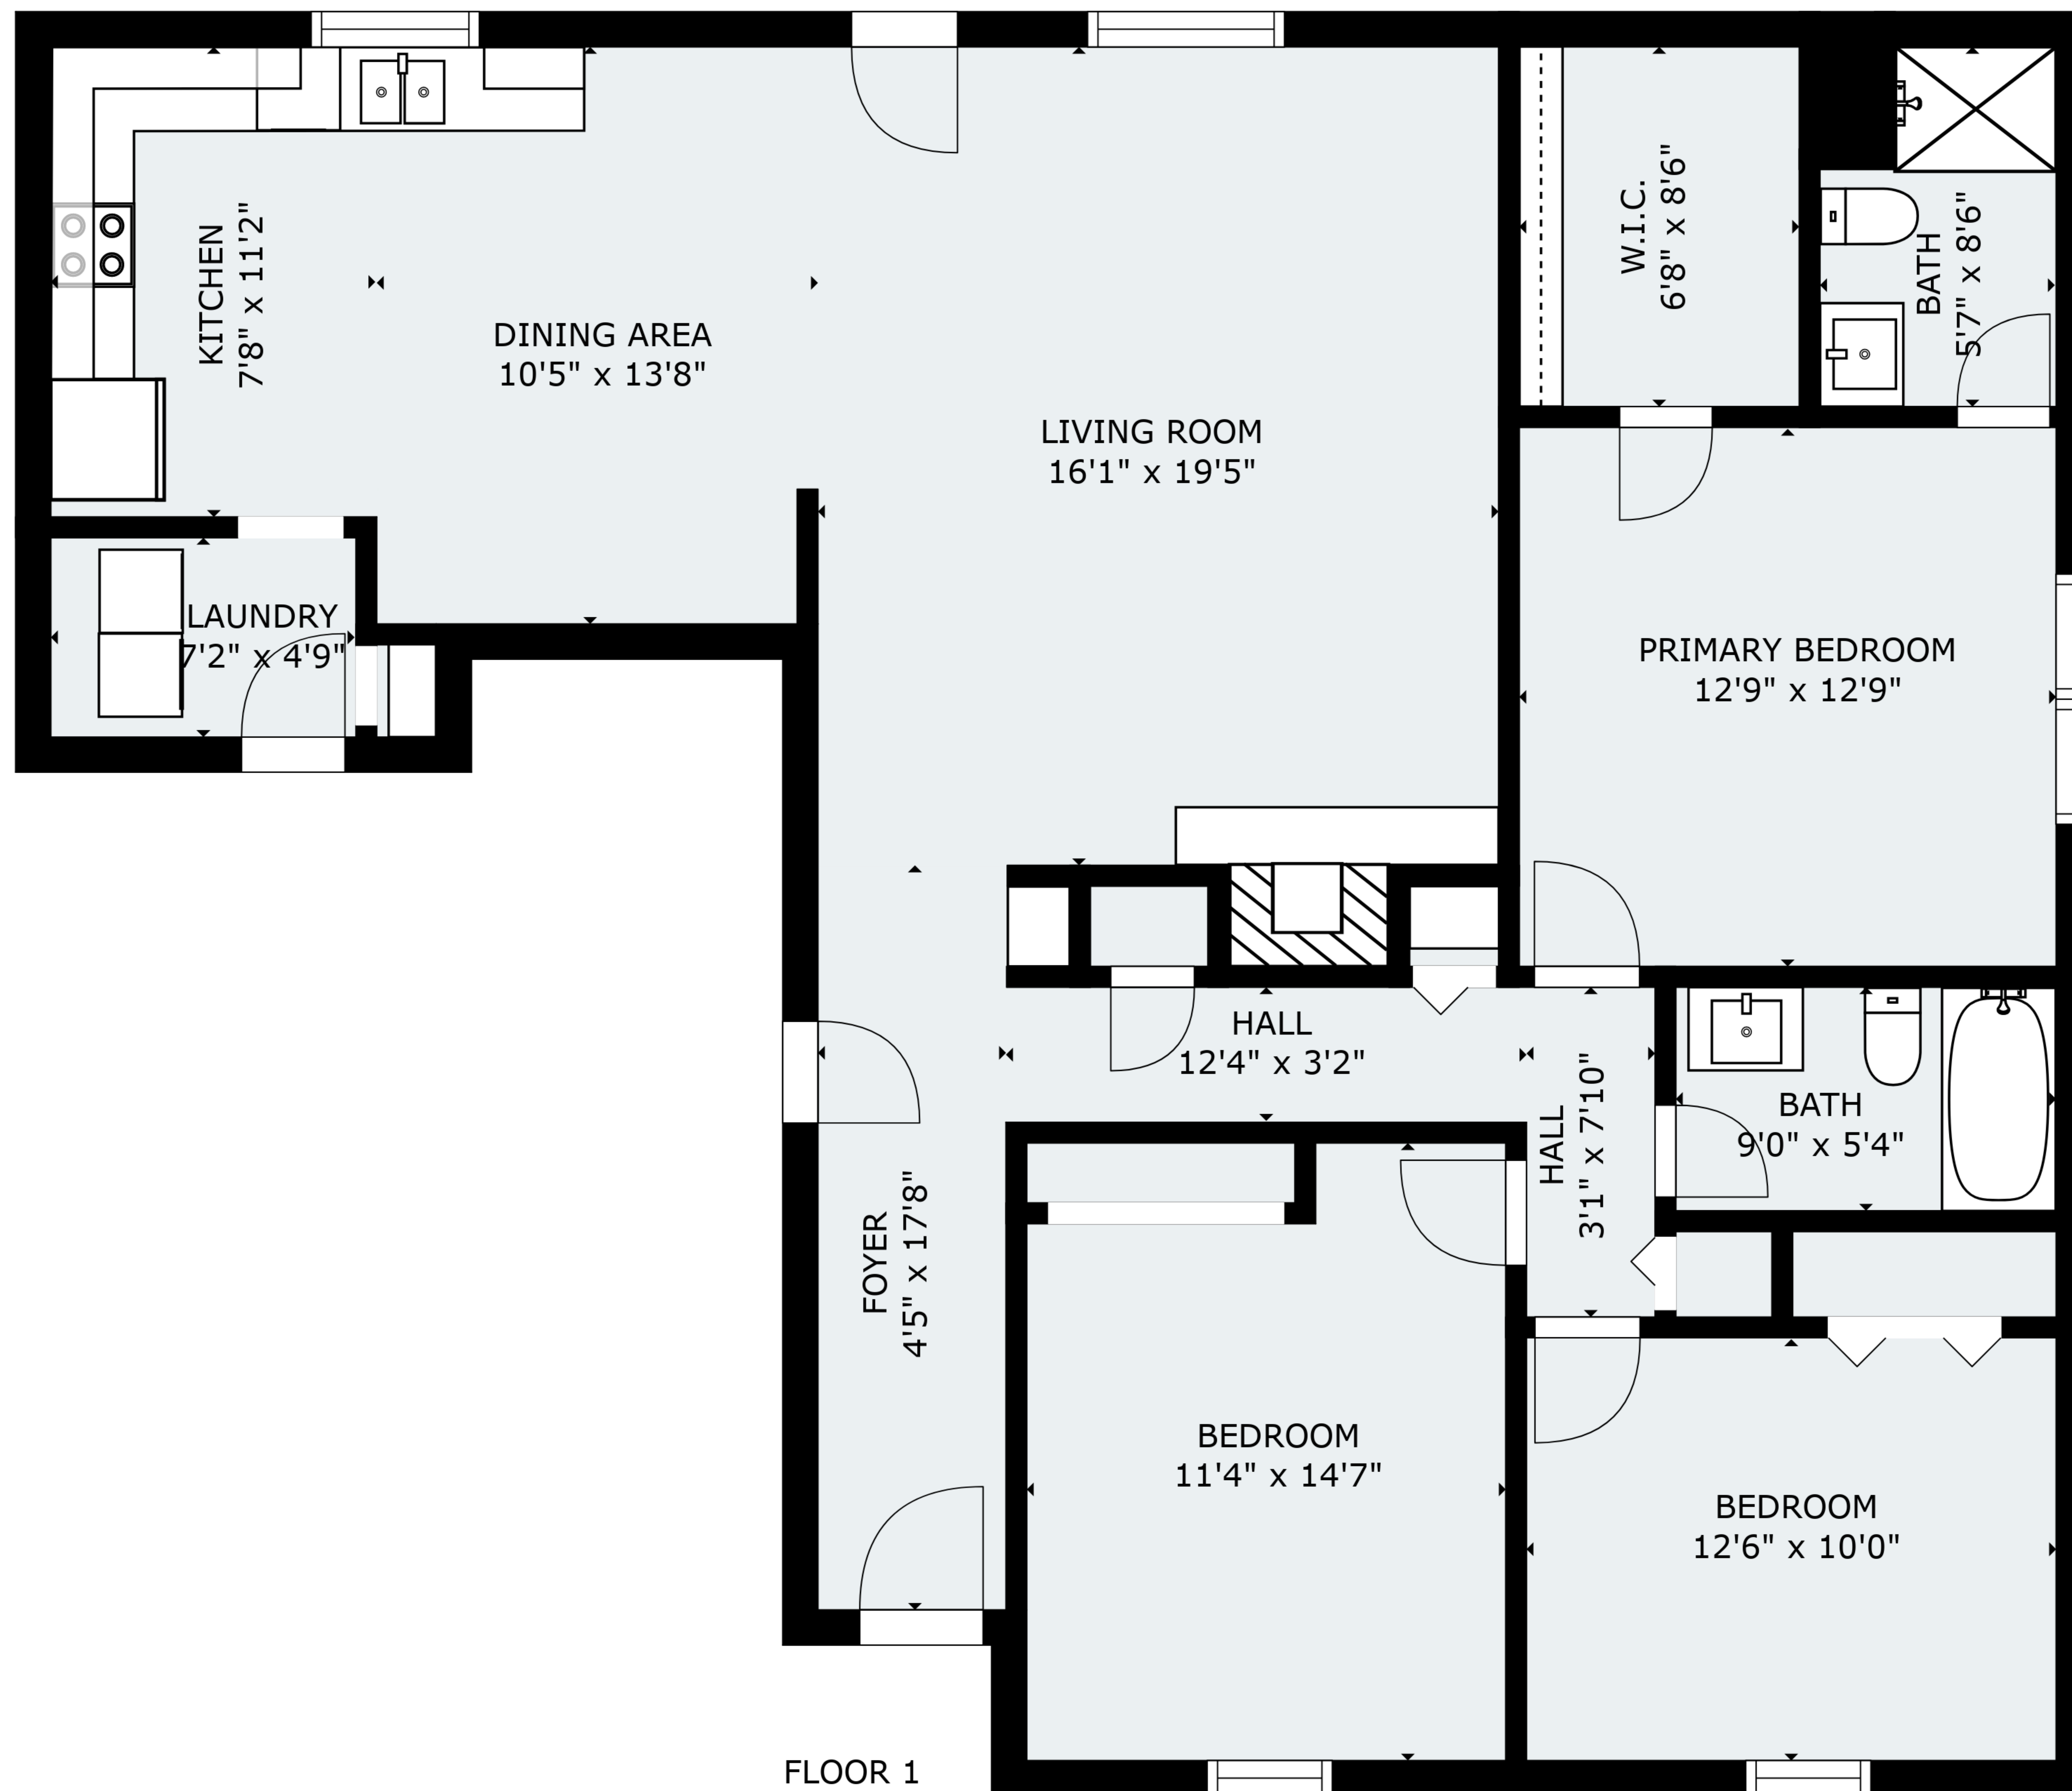 KITCHEN
7'8" x 11'2"
DINING AREA
10'5" x 13'8"
LIVING ROOM
16'1" x 19'5"
W.I.C.
6'8" x 8'6"
BATH
5'7" x 8'6"
LAUNDRY
7'2" x 4'9"
PRIMARY BEDROOM
12'9" x 12'9"
HALL
12'4" x 3'2"
HALL
3'1" x 7'10"
BATH
9'0" x 5'4"
FOYER
4'5" x 17'8"
BEDROOM
11'4" x 14'7"
BEDROOM
12'6" x 10'0"
FLOOR 1